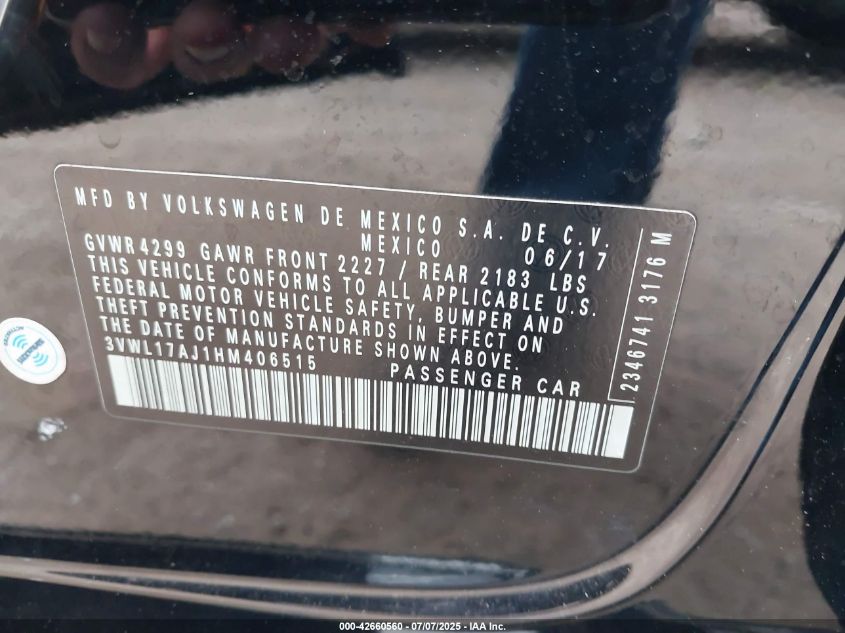 MFD BY VOLKSWAGEN DE MEXICO S.A. DE C.V.
MEXICO 06/17
GVWR 4299 GAWR FRONT 2227 / REAR 2183 LBS
THIS VEHICLE CONFORMS TO ALL APPLICABLE U.S.
FEDERAL MOTOR VEHICLE SAFETY, BUMPER AND
THEFT PREVENTION STANDARDS IN EFFECT ON
THE DATE OF MANUFACTURE SHOWN ABOVE.
3VWL17AJ1HM406515 PASSENGER CAR
2346741 3176 M
000-42660560 - 07/07/2025 - IAA Inc.